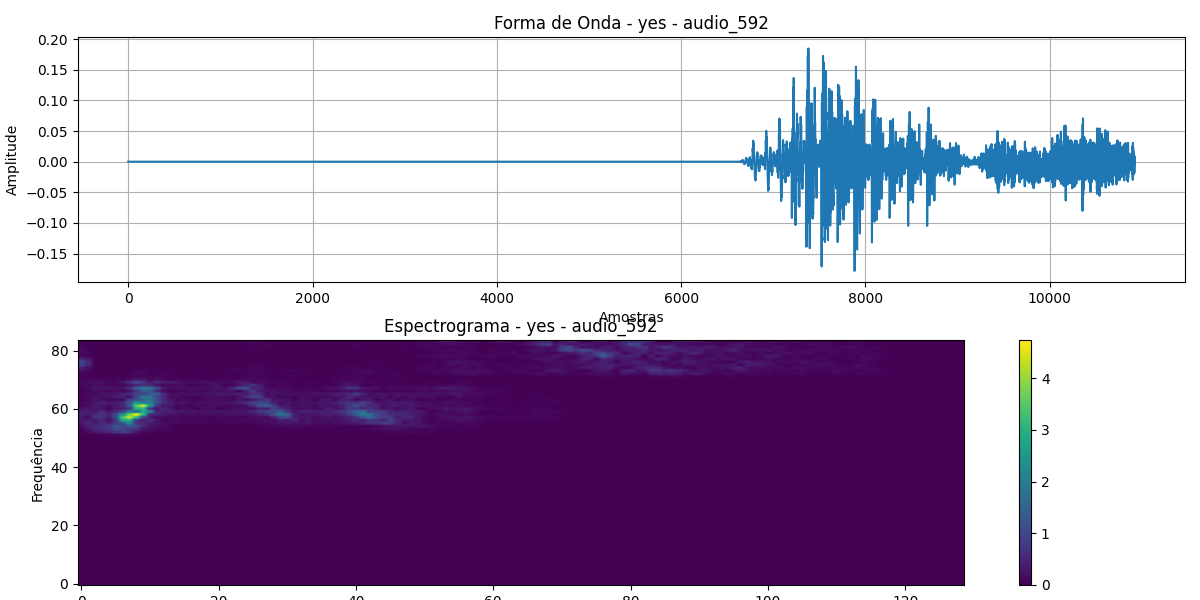 Forma de Onda - yes - audio_592
0.20
0.15
0.10
0.05
0.00
−0.05
−0.10
−0.15
Amplitude
0 2000 4000 6000 8000 10000
Amostras
Espectrograma - yes - audio_592
80
60
40
20
0
Frequência
0 20 40 60 80 100 120
4
3
2
1
0